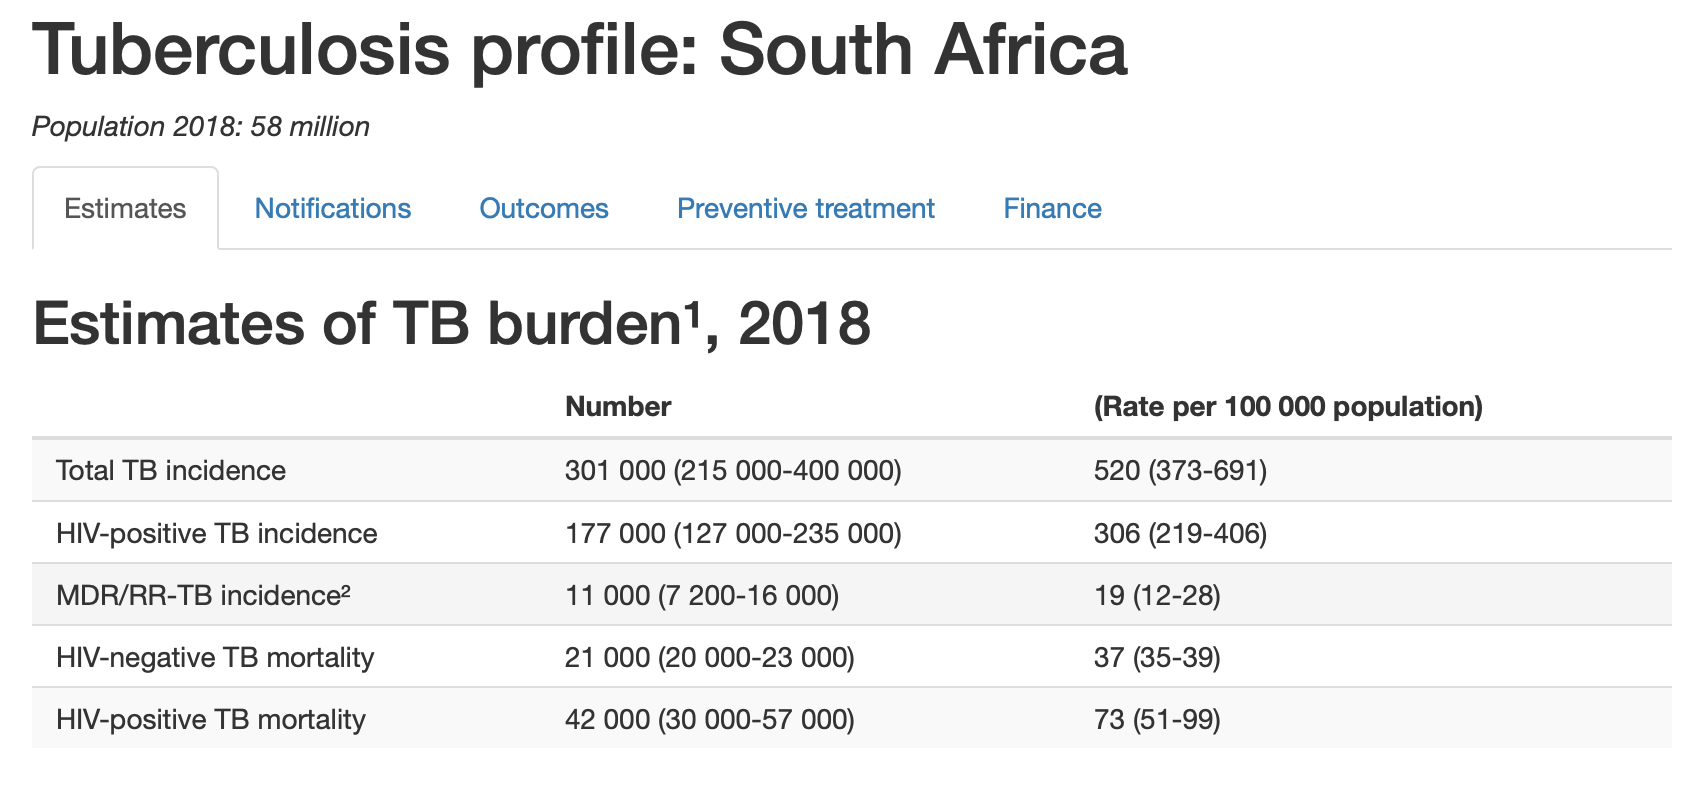 Tuberculosis profile: South Africa
Population 2018: 58 million
Estimates Notifications Outcomes Preventive treatment Finance
Estimates of TB burden¹, 2018
Number (Rate per 100 000 population)
Total TB incidence 301 000 (215 000-400 000) 520 (373-691)
HIV-positive TB incidence 177 000 (127 000-235 000) 306 (219-406)
MDR/RR-TB incidence² 11 000 (7 200-16 000) 19 (12-28)
HIV-negative TB mortality 21 000 (20 000-23 000) 37 (35-39)
HIV-positive TB mortality 42 000 (30 000-57 000) 73 (51-99)